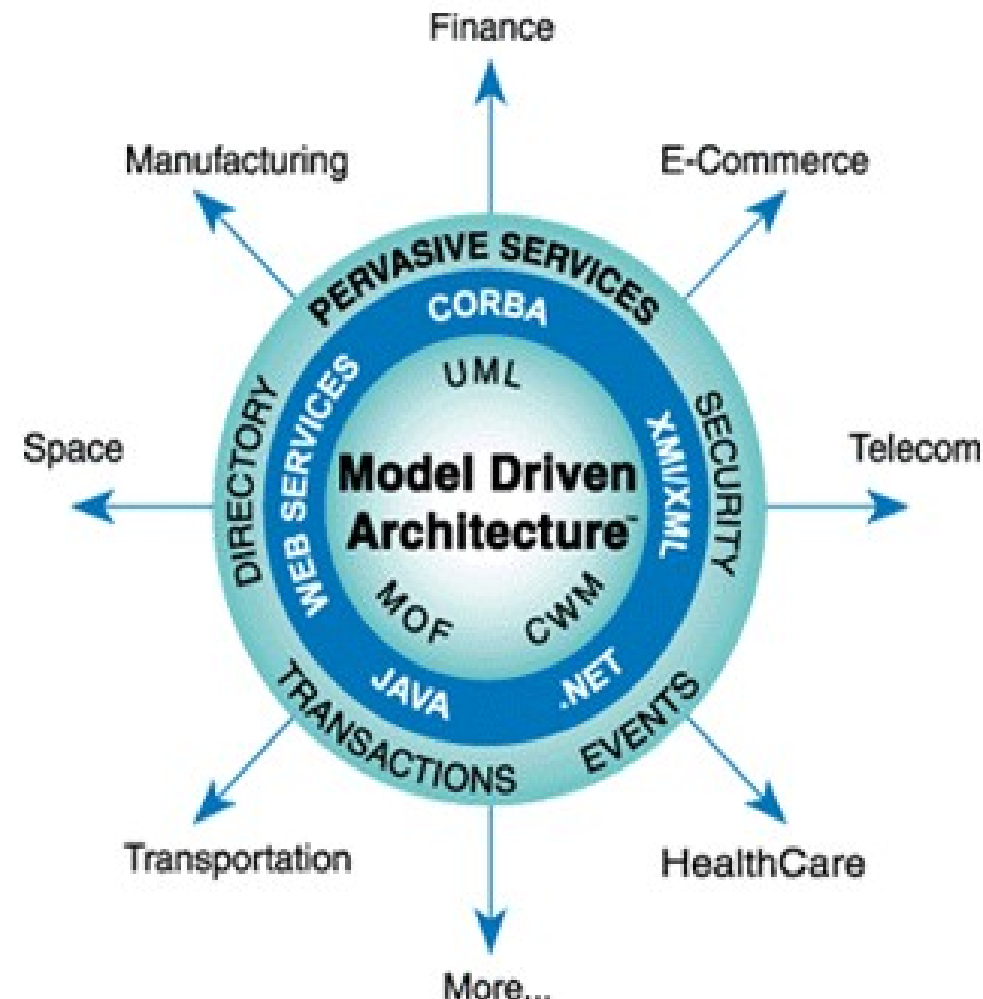 Finance
Manufacturing
E-Commerce
PERVASIVE SERVICES
CORBA
UML
WEB SERVICES
XMI/XML
DIRECTORY
SECURITY
Space
Telecom
Model Driven
Architecture™
MOF
CWM
JAVA
.NET
TRANSACTIONS
EVENTS
Transportation
HealthCare
More...